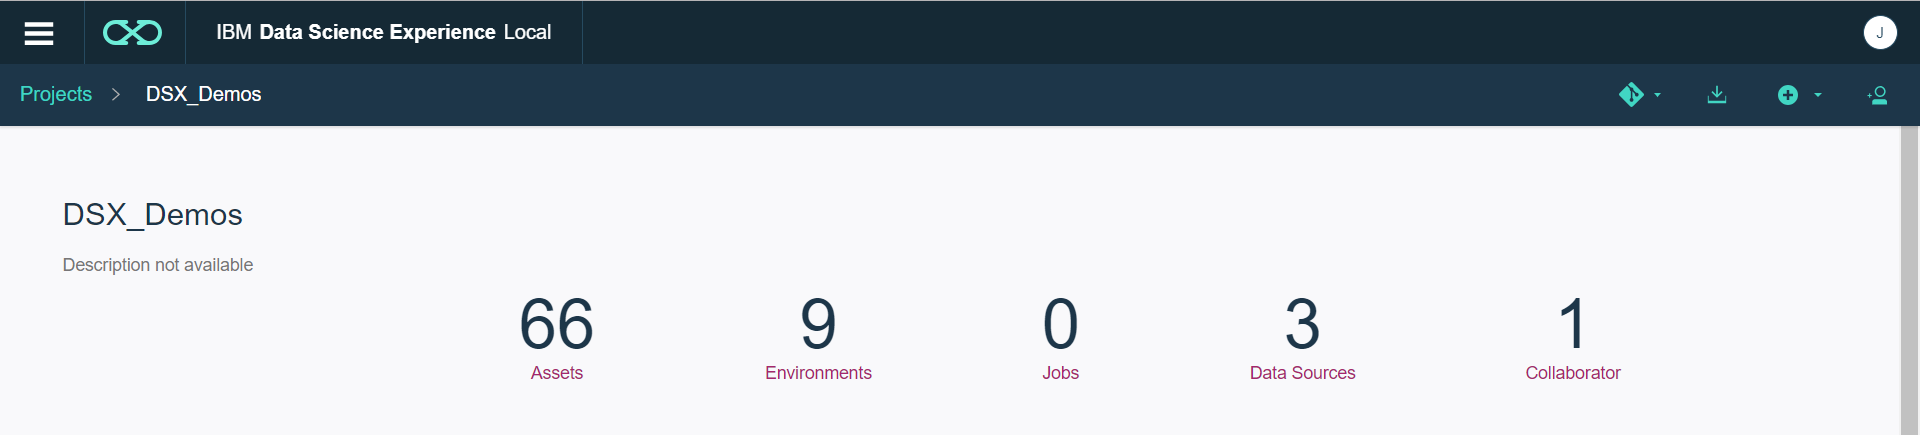 IBM Data Science Experience Local
J
Projects > DSX_Demos
DSX_Demos
Description not available
66 9 0 3 1
Assets Environments Jobs Data Sources Collaborator